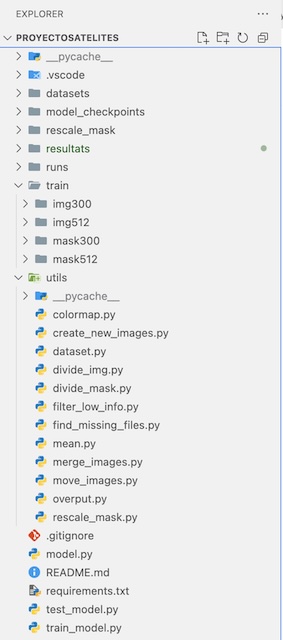 EXPLORER
PROYECTOSATELITES
__pycache__
.vscode
datasets
model_checkpoints
rescale_mask
resultats
runs
train
img300
img512
mask300
mask512
utils
__pycache__
colormap.py
create_new_images.py
dataset.py
divide_img.py
divide_mask.py
filter_low_info.py
find_missing_files.py
mean.py
merge_images.py
move_images.py
overput.py
rescale_mask.py
.gitignore
model.py
README.md
requirements.txt
test_model.py
train_model.py